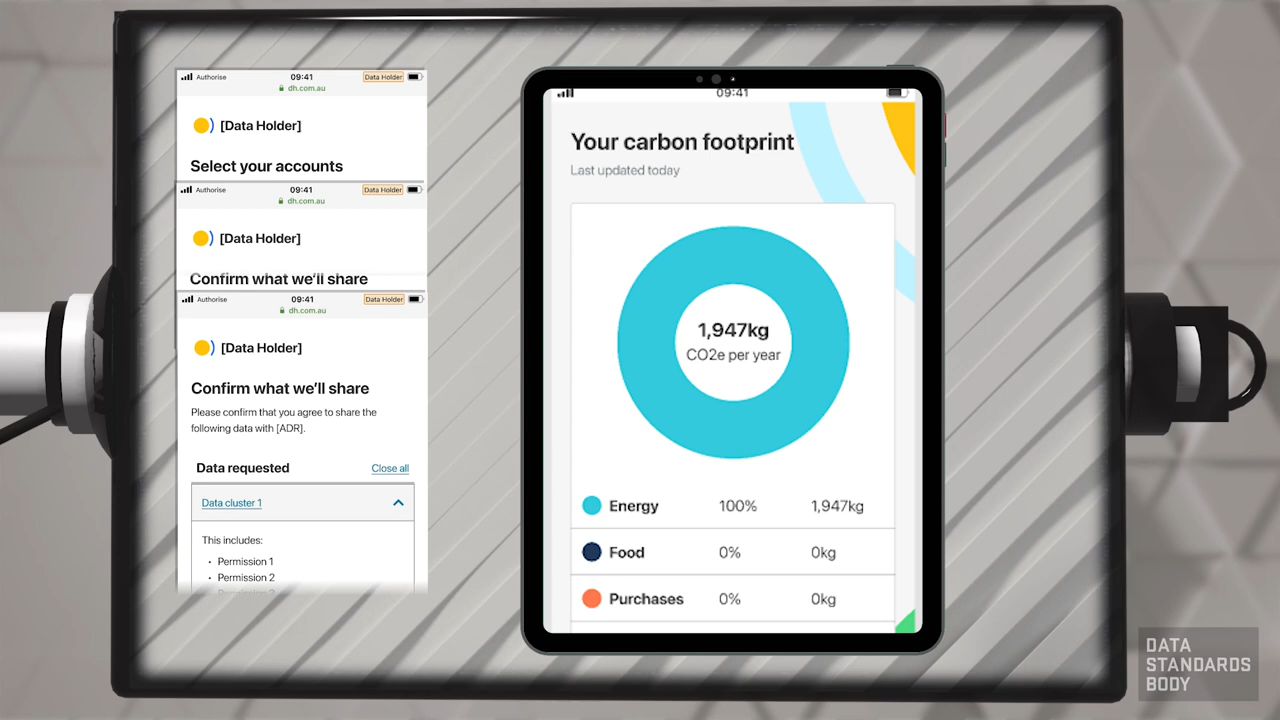 Authorise 09:41 Data Holder
dh.com.au
[Data Holder]
Select your accounts
Authorise 09:41 Data Holder
dh.com.au
[Data Holder]
Confirm what we'll share
Authorise 09:41 Data Holder
dh.com.au
[Data Holder]
Confirm what we'll share
Please confirm that you agree to share the
following data with [ADR].
Data requested Close all
Data cluster 1
This includes:
• Permission 1
• Permission 2
09:41
Your carbon footprint
Last updated today
1,947kg
CO2e per year
Energy 100% 1,947kg
Food 0% 0kg
Purchases 0% 0kg
DATA
STANDARDS
BODY